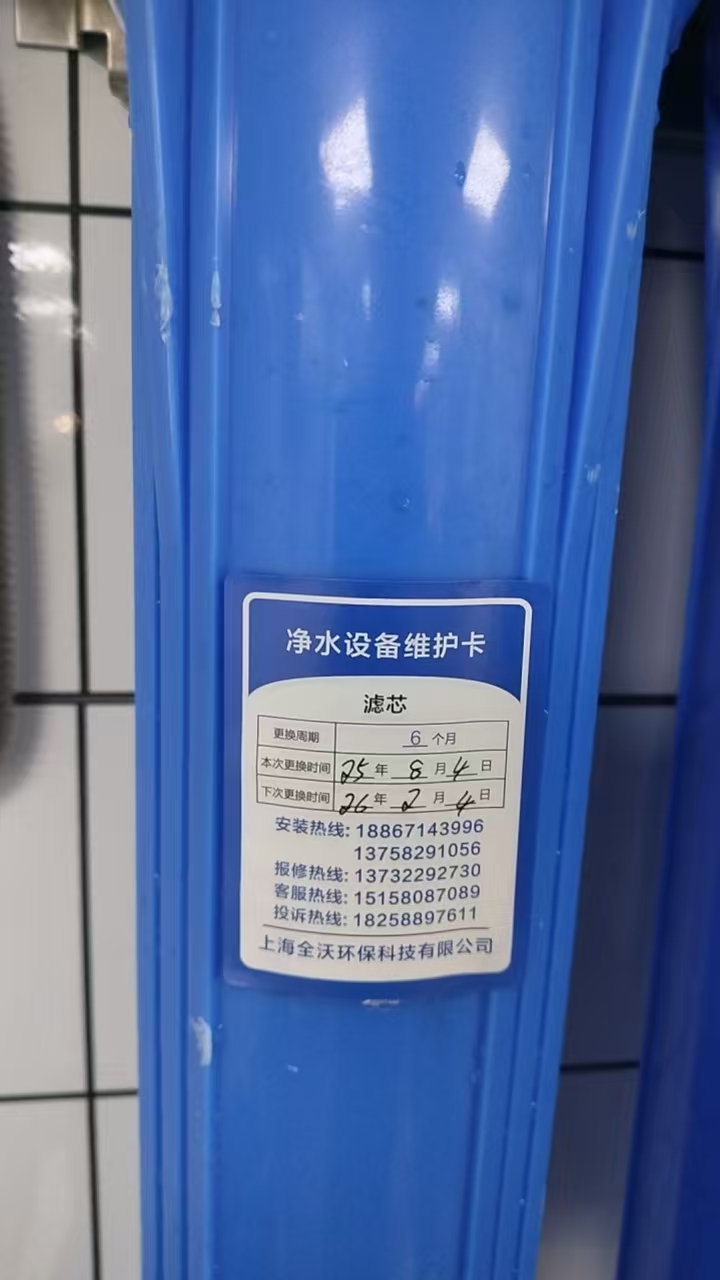 净水设备维护卡
滤芯
更换周期 6 个月
本次更换时间 25 年 8 月 4 日
下次更换时间 26 年 2 月 4 日
安装热线: 18867143996
13758291056
报修热线: 13732292730
客服热线: 15158087089
投诉热线: 18258897611
上海全沃环保科技有限公司